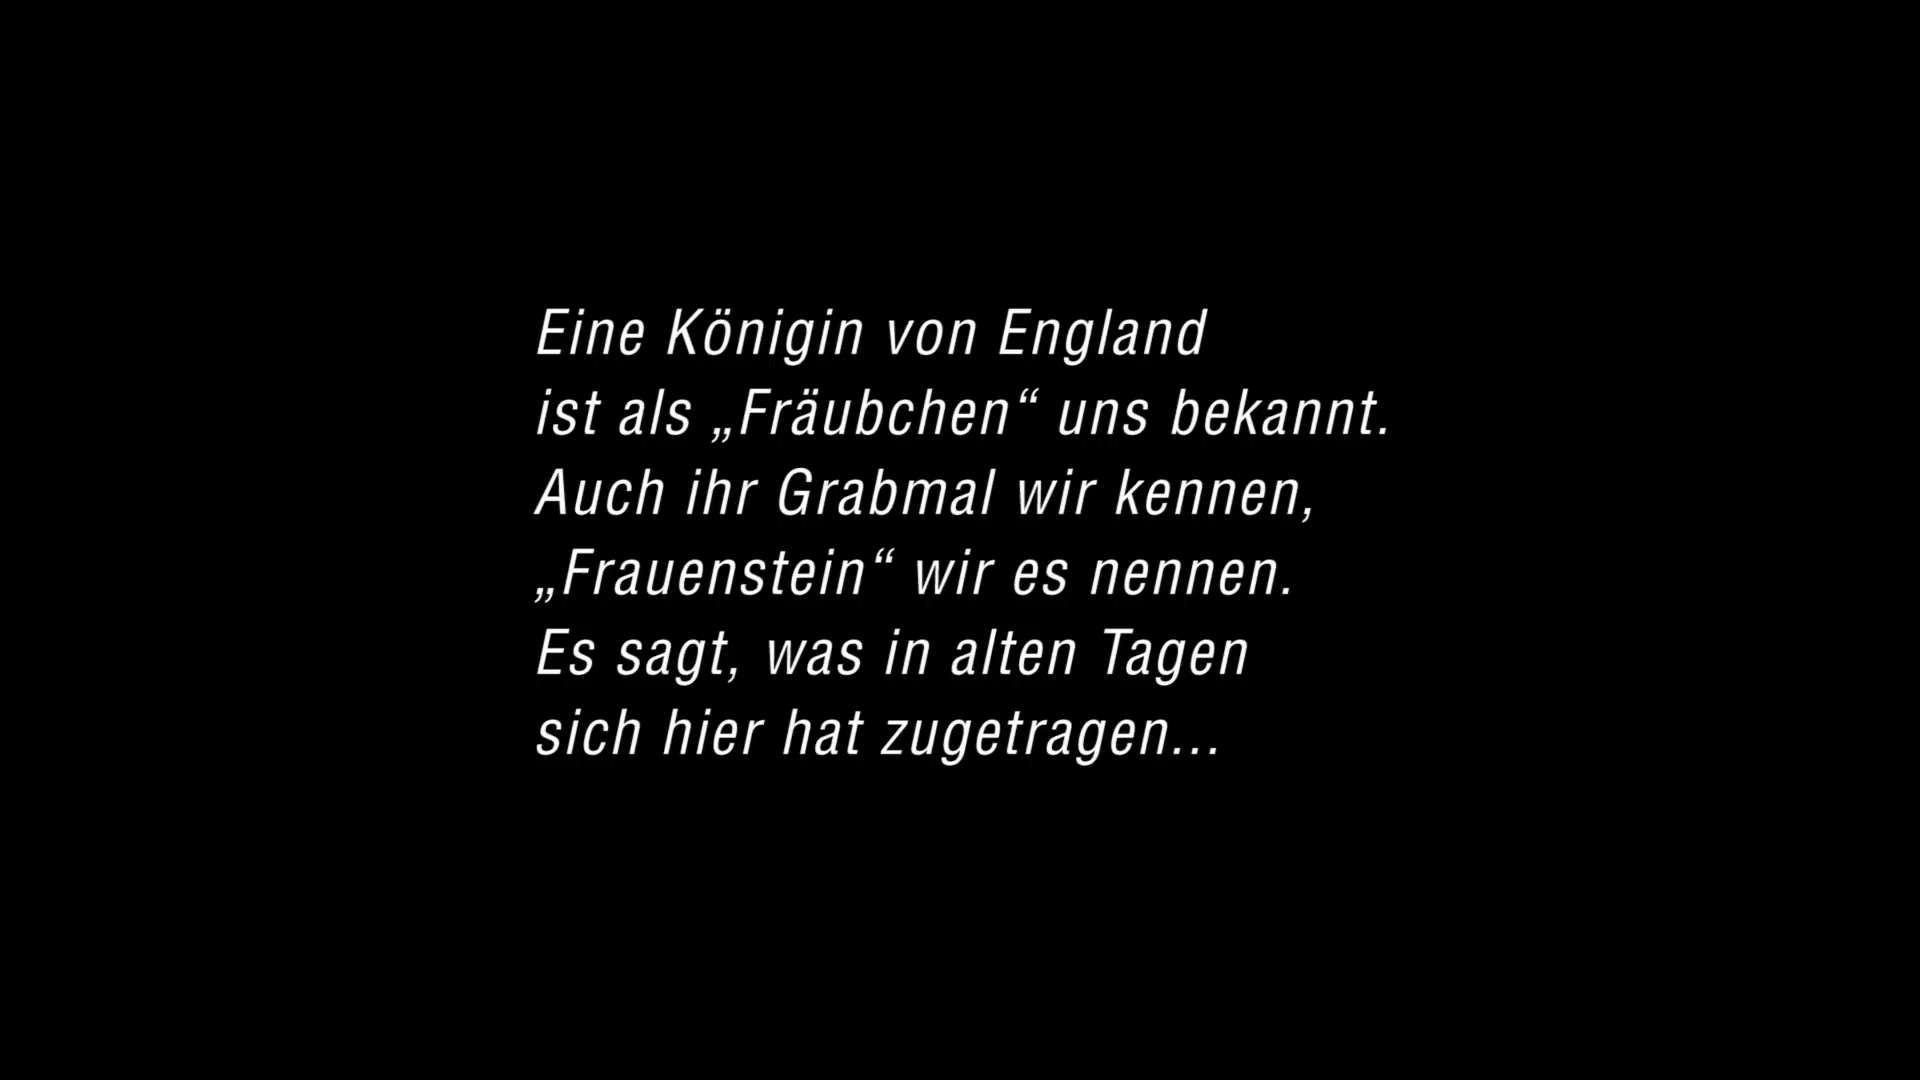 Eine Königin von England
ist als „Fräubchen“ uns bekannt.
Auch ihr Grabmal wir kennen,
„Frauenstein“ wir es nennen.
Es sagt, was in alten Tagen
sich hier hat zugetragen...